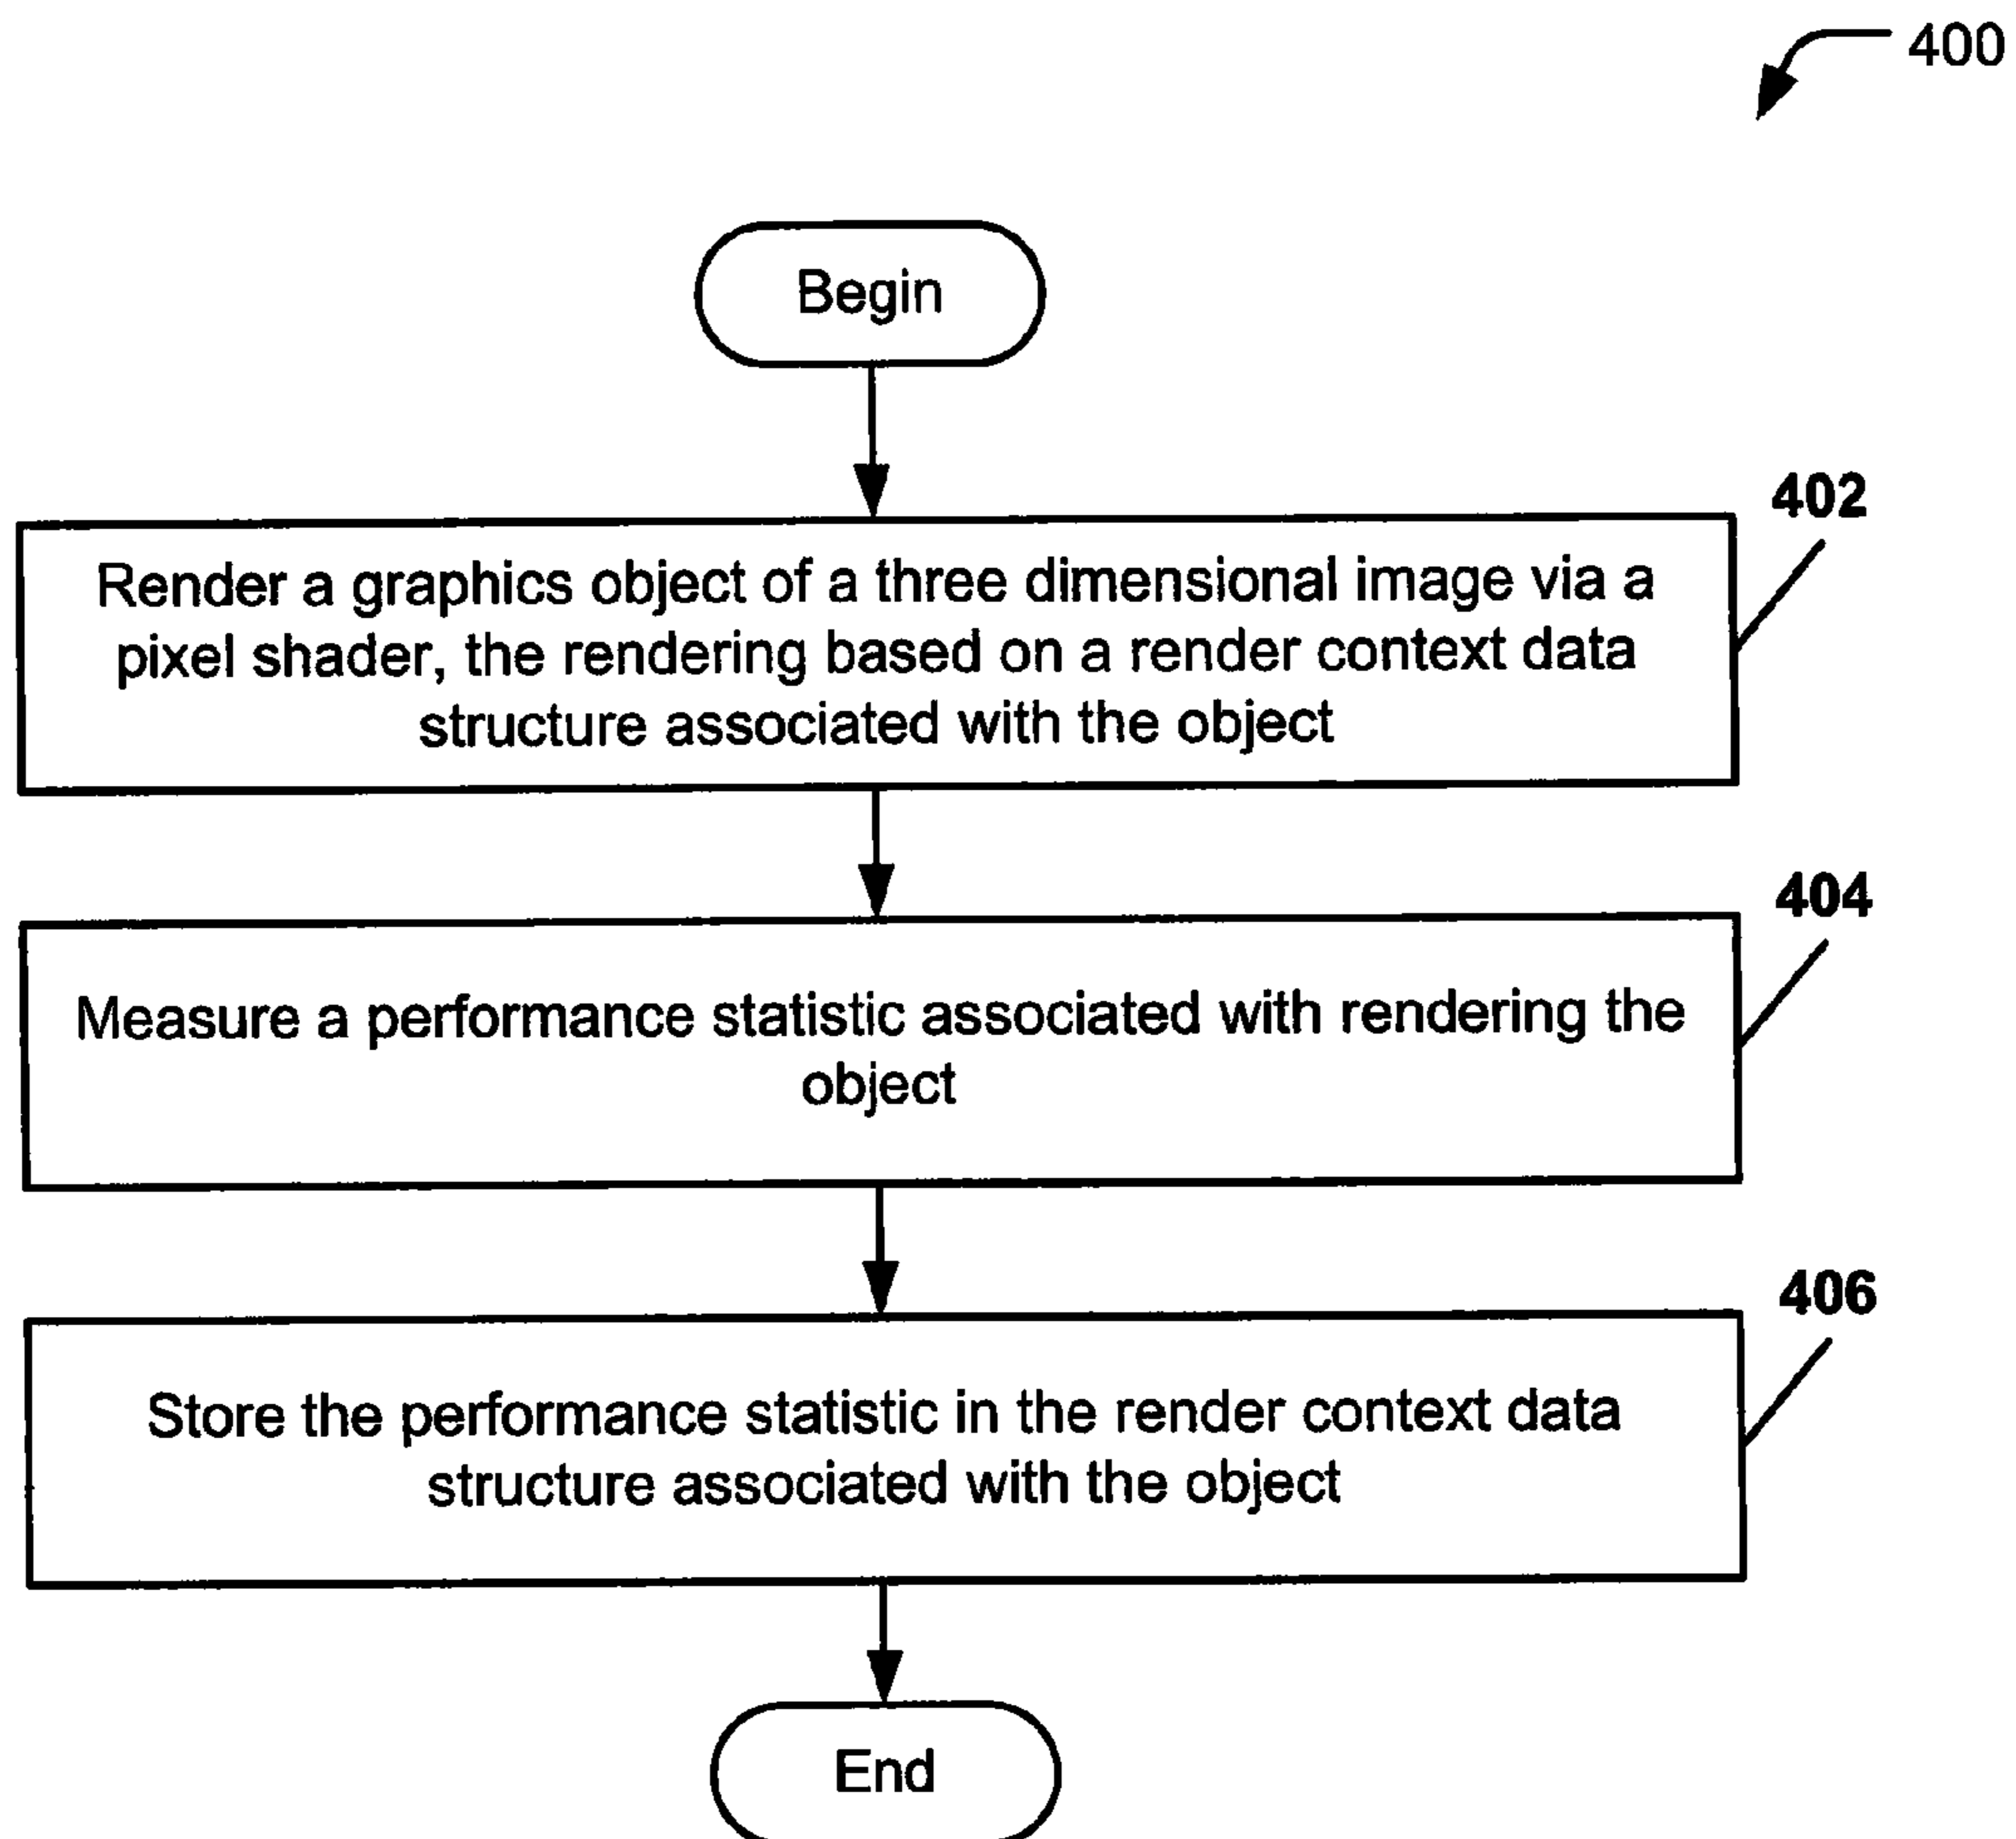 400
Begin
402
Render a graphics object of a three dimensional image via a
pixel shader, the rendering based on a render context data
structure associated with the object
404
Measure a performance statistic associated with rendering the
object
406
Store the performance statistic in the render context data
structure associated with the object
End